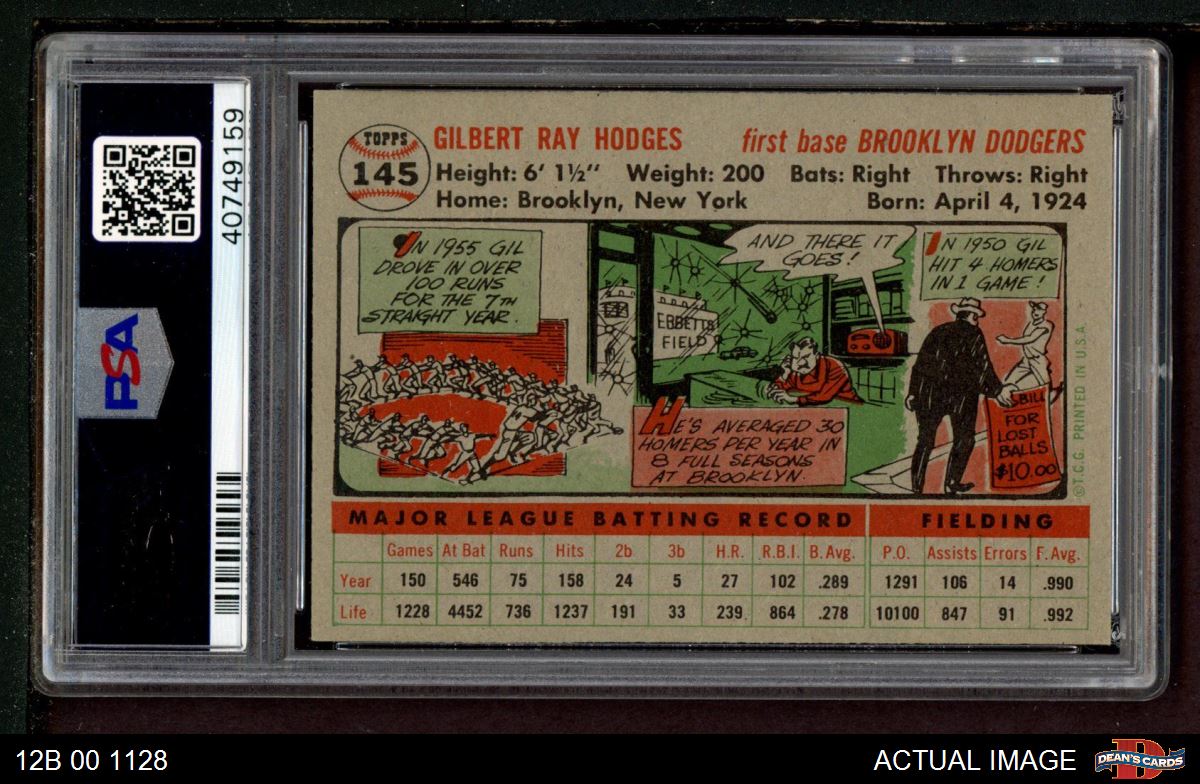 40749159
PSA
TOPPS
145
GILBERT RAY HODGES
first base BROOKLYN DODGERS
Height: 6' 1½" Weight: 200 Bats: Right Throws: Right
Home: Brooklyn, New York Born: April 4, 1924
IN 1955 GIL
DROVE IN OVER
100 RUNS
FOR THE 7TH
STRAIGHT YEAR.
AND THERE IT
GOES!
EBBETTS
FIELD
HE'S AVERAGED 30
HOMERS PER YEAR IN
8 FULL SEASONS
AT BROOKLYN.
IN 1950 GIL
HIT 4 HOMERS
IN 1 GAME!
BILL
FOR
LOST
BALLS
$10.00
©T.C.G. PRINTED IN U.S.A.
MAJOR LEAGUE BATTING RECORD FIELDING
Games At Bat Runs Hits 2b 3b H.R. R.B.I. B. Avg. P.O. Assists Errors F. Avg.
Year 150 546 75 158 24 5 27 102 .289 1291 106 14 .990
Life 1228 4452 736 1237 191 33 239 864 .278 10100 847 91 .992
12B 00 1128
ACTUAL IMAGE
D
DEAN'S CARDS